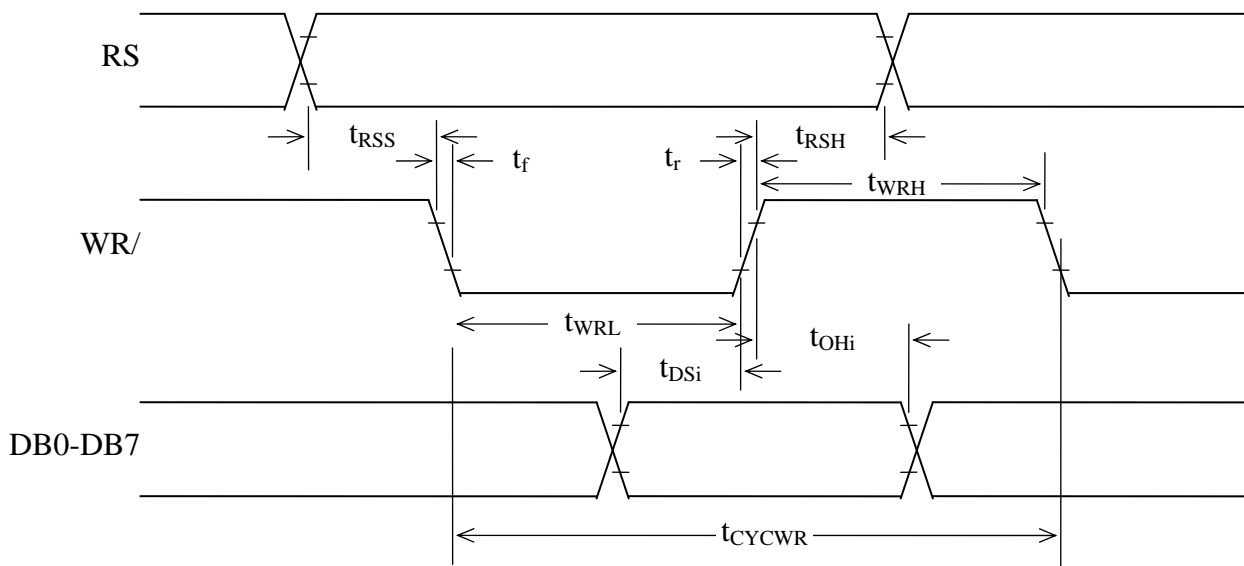 RS
tRSS
tf
tr
tRSH
tWRH
WR/
tWRL
tOHi
tDSi
DB0-DB7
tCYCWR